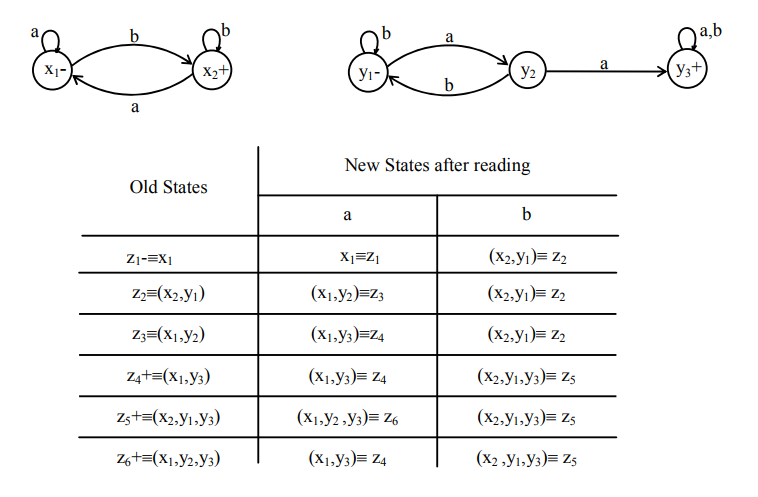 a b b a b a a,b
x₁- x₂+ y₁- y₂ a y₃+
a b
New States after reading
Old States
a b
z₁-≡x₁ x₁≡z₁ (x₂,y₁)≡ z₂
z₂≡(x₂,y₁) (x₁,y₂)≡z₃ (x₂,y₁)≡ z₂
z₃≡(x₁,y₂) (x₁,y₃)≡z₄ (x₂,y₁)≡ z₂
z₄+≡(x₁,y₃) (x₁,y₃)≡ z₄ (x₂,y₁,y₃)≡ z₅
z₅+≡(x₂,y₁,y₃) (x₁,y₂ ,y₃)≡ z₆ (x₂,y₁,y₃)≡ z₅
z₆+≡(x₁,y₂,y₃) (x₁,y₃)≡ z₄ (x₂ ,y₁,y₃)≡ z₅